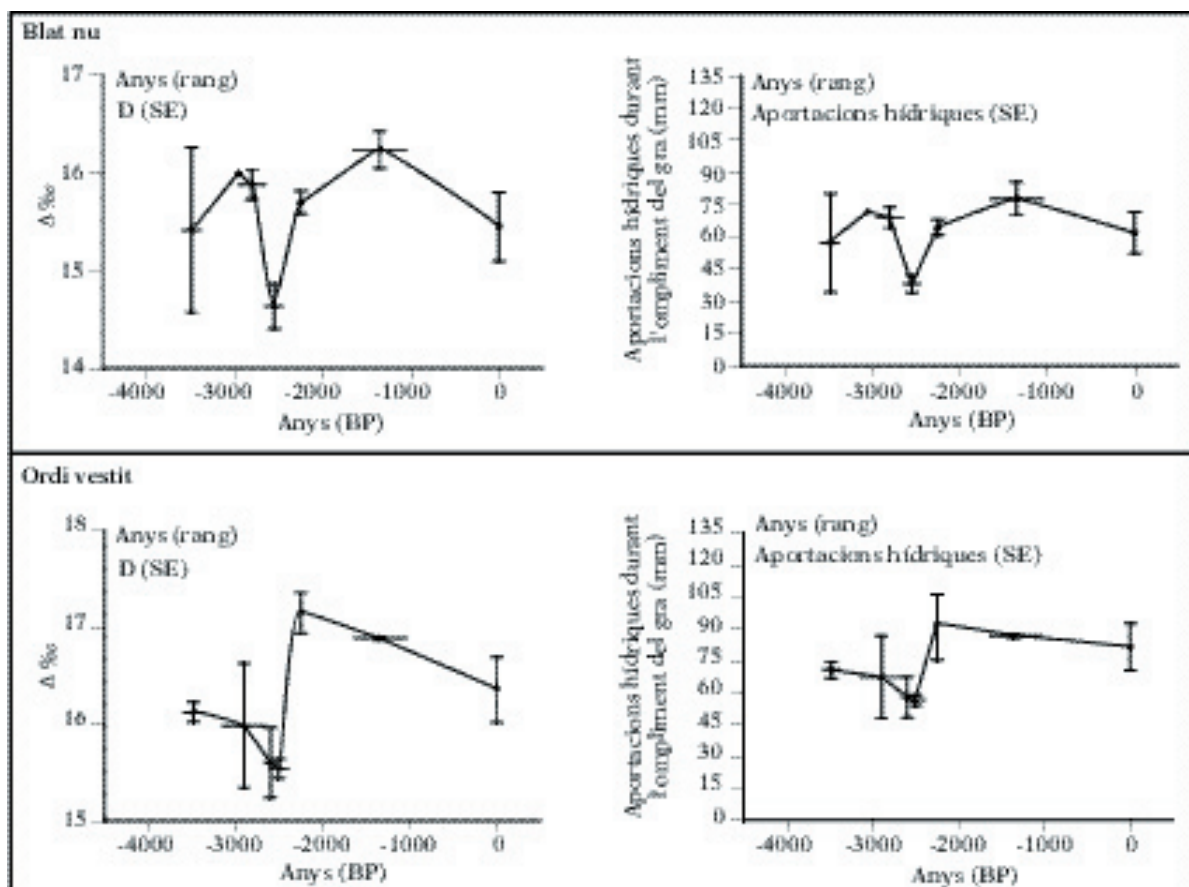 Blat nu
17
16
15
14
Δ‰
Anys (rang)
D (SE)
-4000 -3000 -2000 -1000 0
Anys (BP)
135
120
105
90
75
60
45
30
15
0
Aportacions hídriques durant
l'ompliment del gra (mm)
Anys (rang)
Aportacions hídriques (SE)
-4000 -3000 -2000 -1000 0
Anys (BP)
Ordi vestit
18
17
16
15
Δ‰
Anys (rang)
D (SE)
-4000 -3000 -2000 -1000 0
Anys (BP)
135
120
105
90
75
60
45
30
15
0
Aportacions hídriques durant
l'ompliment del gra (mm)
Anys (rang)
Aportacions hídriques (SE)
-4000 -3000 -2000 -1000 0
Anys (BP)